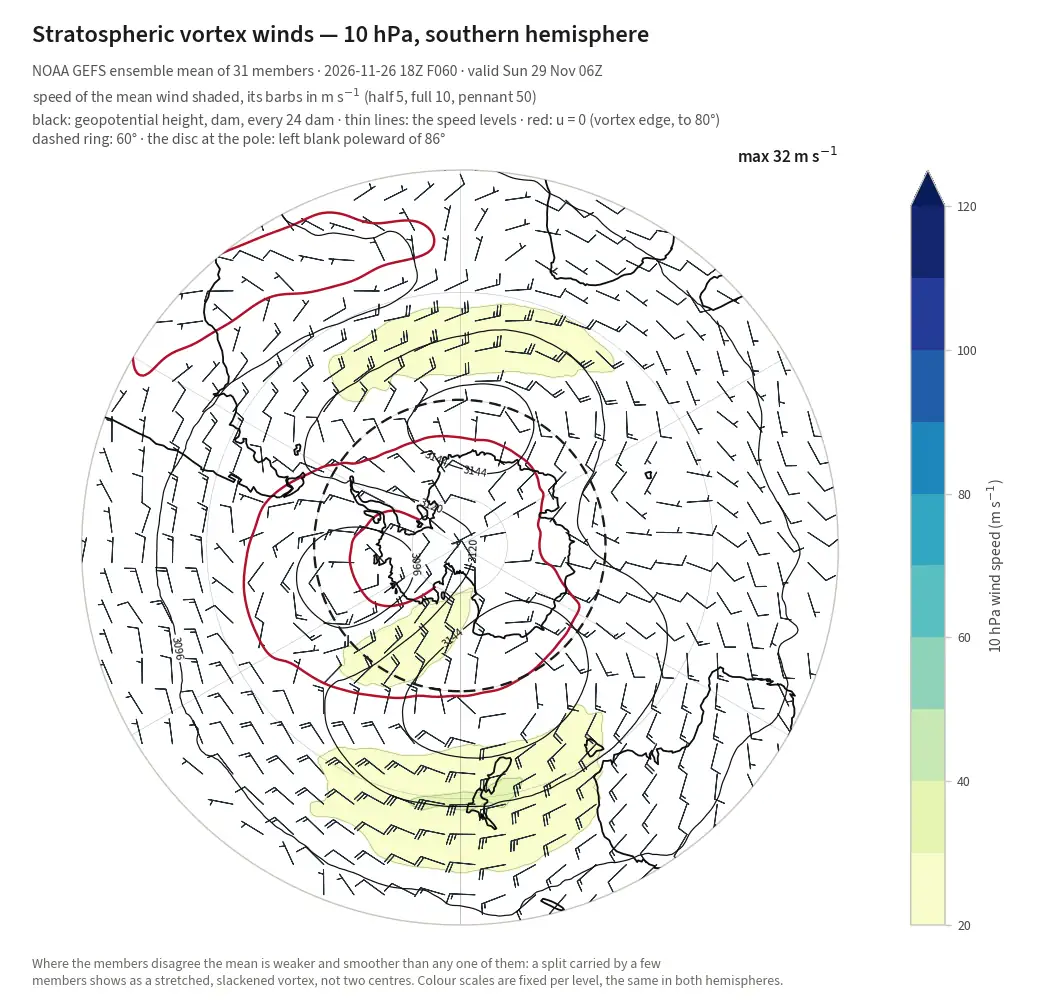 Stratospheric vortex winds — 10 hPa, southern hemisphere
NOAA GEFS ensemble mean of 31 members · 2026-11-26 18Z F060 · valid Sun 29 Nov 06Z
speed of the mean wind shaded, its barbs in m s⁻¹ (half 5, full 10, pennant 50)
black: geopotential height, dam, every 24 dam · thin lines: the speed levels · red: u = 0 (vortex edge, to 80°)
dashed ring: 60° · the disc at the pole: left blank poleward of 86°
max 32 m s⁻¹
120
100
80
60
40
20
10 hPa wind speed (m s⁻¹)
3144
3120
3096
3144
3096
Where the members disagree the mean is weaker and smoother than any one of them: a split carried by a few
members shows as a stretched, slackened vortex, not two centres. Colour scales are fixed per level, the same in both hemispheres.